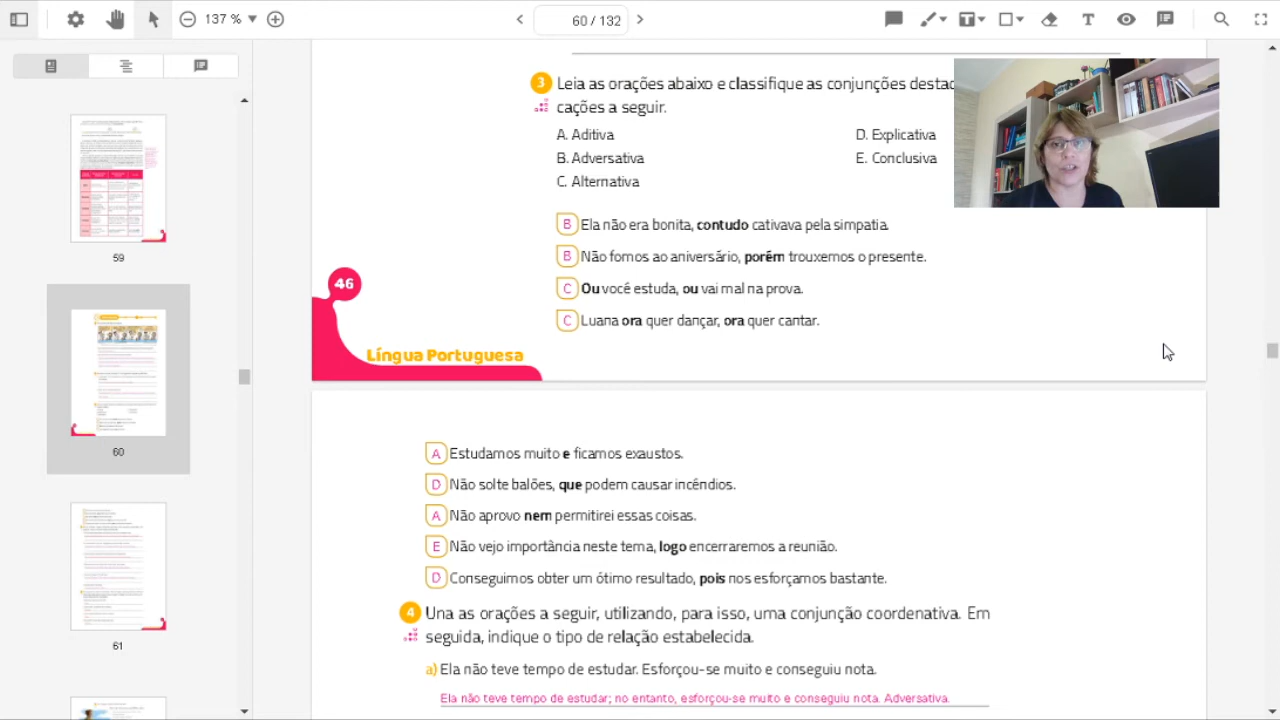 137 %
60 / 132
T
T
3 Leia as orações abaixo e classifique as conjunções destac
cações a seguir.
A. Aditiva
D. Explicativa
B. Adversativa
E. Conclusiva
C. Alternativa
B Ela não era bonita, contudo cativava pela simpatia.
B Não fomos ao aniversário, porém trouxemos o presente.
C Ou você estuda, ou vai mal na prova.
C Luana ora quer dançar, ora quer cantar.
46
Língua Portuguesa
59
60
61
A Estudamos muito e ficamos exaustos.
D Não solte balões, que podem causar incêndios.
A Não aprovo nem permitirei essas coisas.
E Não vejo importância neste tema, logo encerraremos a reunião.
D Conseguimos obter um ótimo resultado, pois nos esforçamos bastante.
4 Una as orações a seguir, utilizando, para isso, uma conjunção coordenativa. Em
seguida, indique o tipo de relação estabelecida.
a) Ela não teve tempo de estudar. Esforçou-se muito e conseguiu nota.
Ela não teve tempo de estudar; no entanto, esforçou-se muito e conseguiu nota. Adversativa.